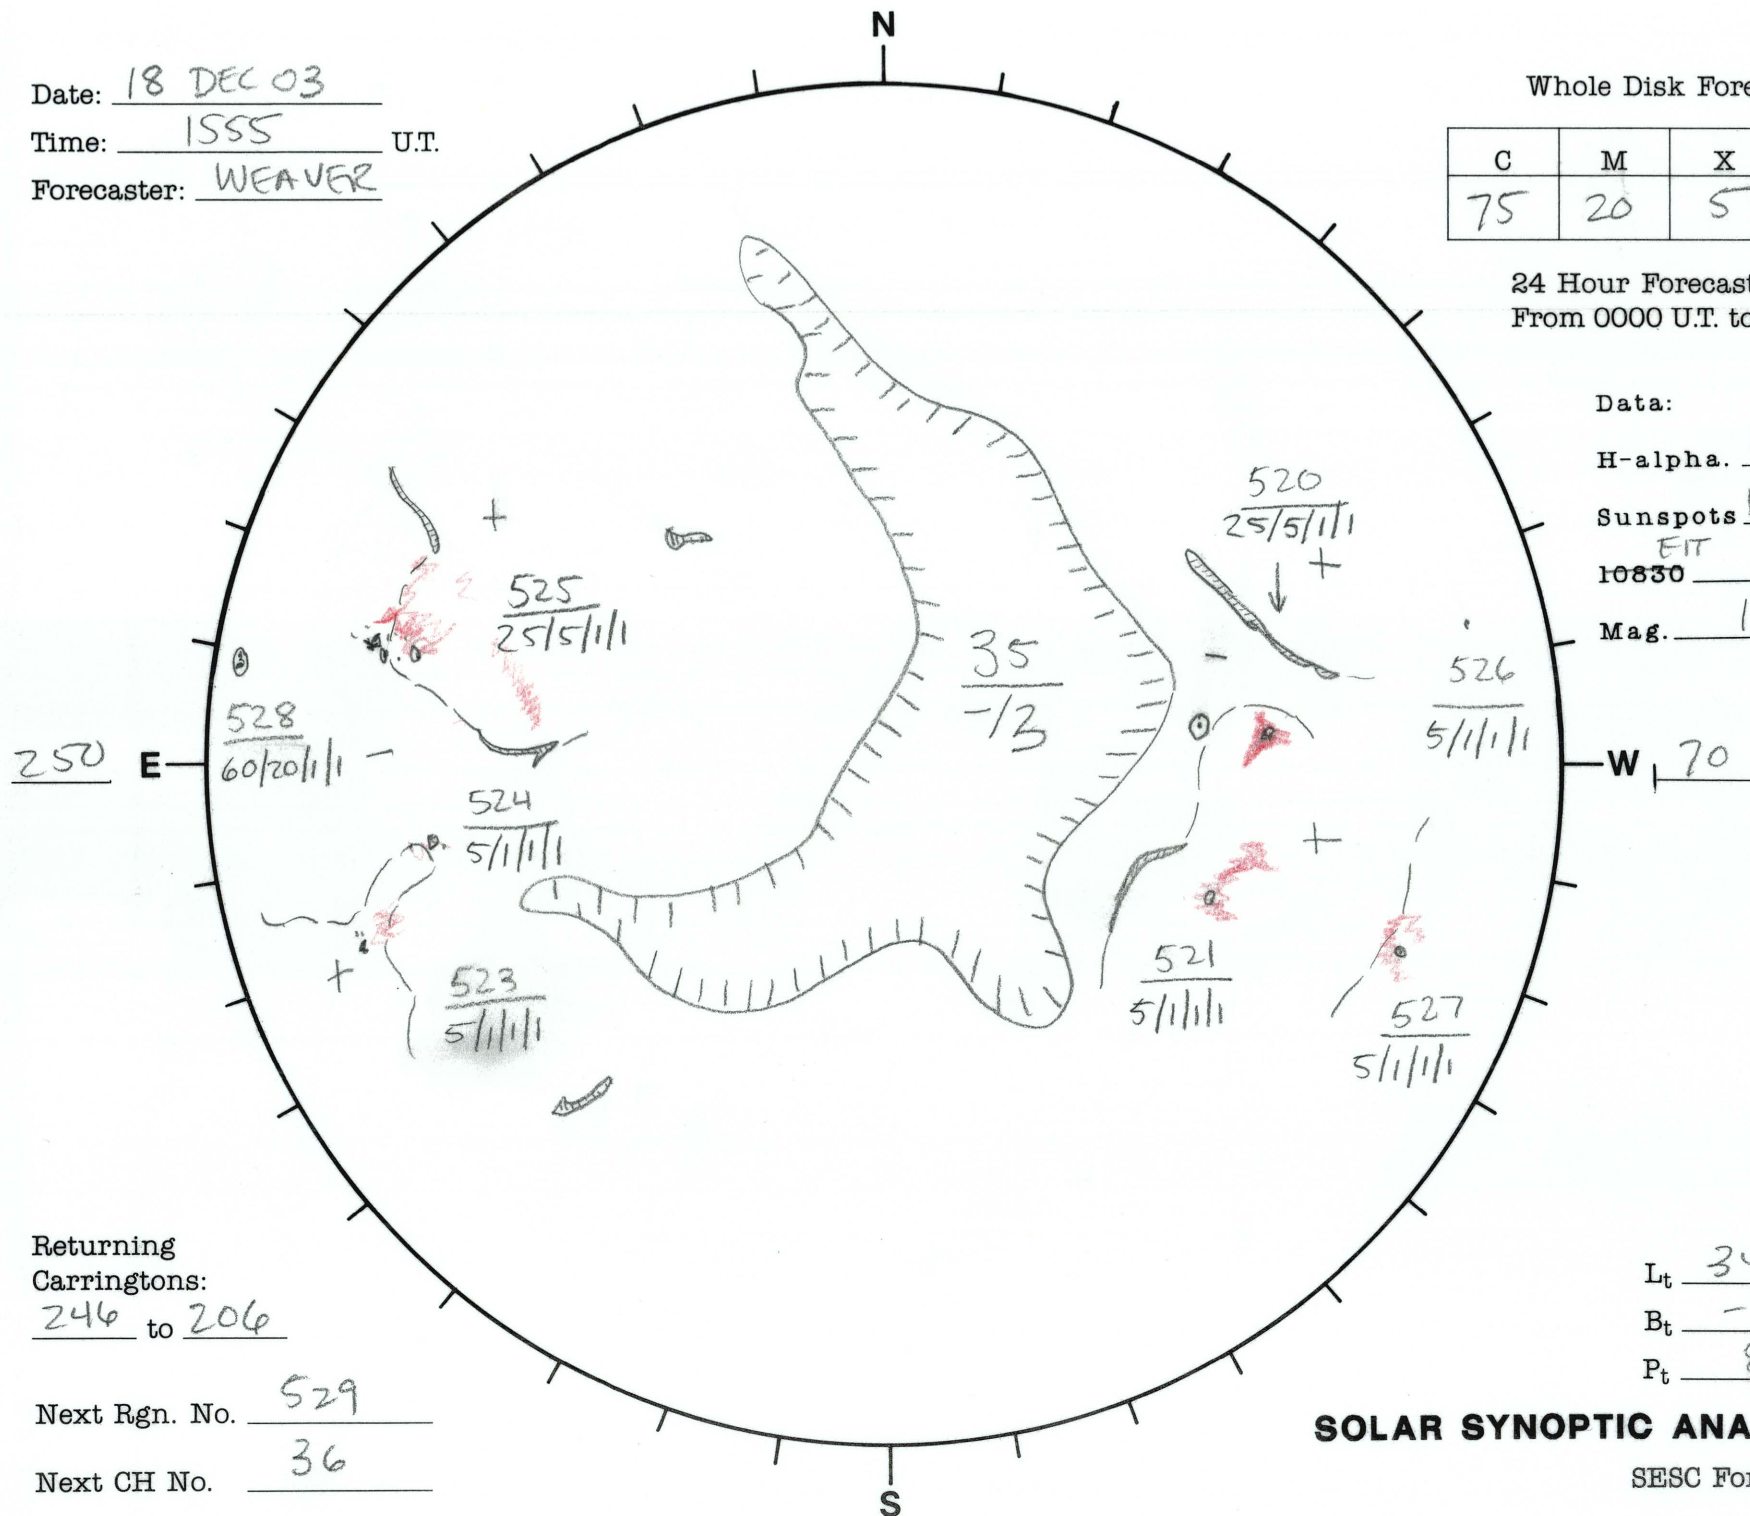 N
Date: 18 DEC 03
Time: 1555 U.T.
Forecaster: WEAVER
Whole Disk Fore
C M X
75 20 5
24 Hour Forecast
From 0000 U.T. to
Data:
H-alpha.
Sunspots
EIT
10830
Mag.
520
25/5/1/1
+
+
525
25/5/1/1
35
-/3
-
526
5/1/1/1
528
60/20/1/1
-
250 E
W 70
524
5/1/1/1
+
+
523
5/1/1/1
521
5/1/1/1
527
5/1/1/1
Returning
Carringtons:
246 to 206
Lt 34
Bt -
Pt
Next Rgn. No. 529
Next CH No. 36
SOLAR SYNOPTIC ANA
SESC For
S